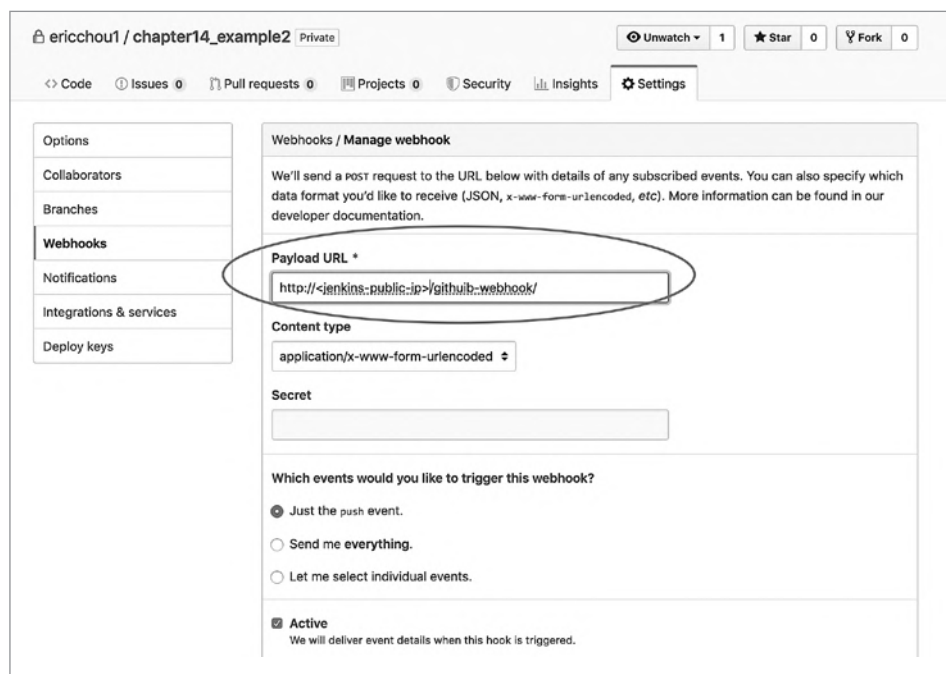 ericchou1 / chapter14_example2 Private
Unwatch 1 Star 0 Fork 0
Code Issues 0 Pull requests 0 Projects 0 Security Insights Settings
Options
Collaborators
Branches
Webhooks
Notifications
Integrations & services
Deploy keys
Webhooks / Manage webhook
We'll send a POST request to the URL below with details of any subscribed events. You can also specify which
data format you'd like to receive (JSON, x-www-form-urlencoded, etc). More information can be found in our
developer documentation.
Payload URL *
http://<jenkins-public-ip>/githuib-webhook/
Content type
application/x-www-form-urlencoded
Secret
Which events would you like to trigger this webhook?
Just the push event.
Send me everything.
Let me select individual events.
Active
We will deliver event details when this hook is triggered.